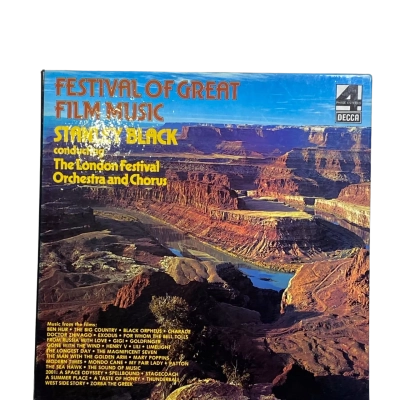 FESTIVAL OF GREAT
FILM MUSIC
STANLEY BLACK
conducting
The London Festival
Orchestra and Chorus
4
PHASE STEREO
DECCA
Music from the films:
BEN HUR • THE BIG COUNTRY • BLACK ORPHEUS • CHARADE
DOCTOR ZHIVAGO • EXODUS • FOR WHOM THE BELL TOLLS
FROM RUSSIA WITH LOVE • GIGI • GOLDFINGER
GONE WITH THE WIND • HENRY V • LILI • LIMELIGHT
THE LONGEST DAY • THE MAGNIFICENT SEVEN
THE MAN WITH THE GOLDEN ARM • MARY POPPINS
MODERN TIMES • MONDO CANE • MY FAIR LADY • PATTON
THE SEA HAWK • THE SOUND OF MUSIC
2001: A SPACE ODYSSEY • SPELLBOUND • STAGECOACH
A SUMMER PLACE • A TASTE OF HONEY • THUNDERBALL
WEST SIDE STORY • ZORBA THE GREEK